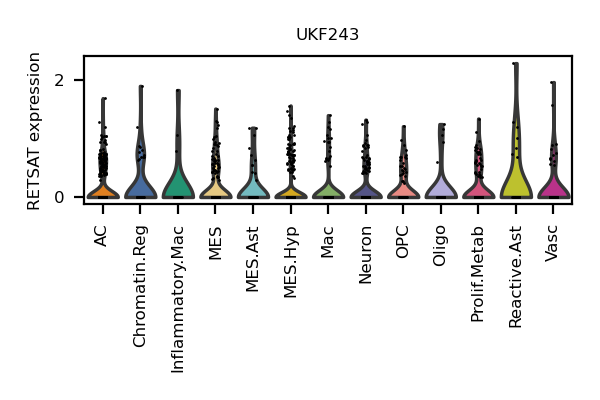 UKF243
RETSAT expression
2
0
AC
Chromatin.Reg
Inflammatory.Mac
MES
MES.Ast
MES.Hyp
Mac
Neuron
OPC
Oligo
Prolif.Metab
Reactive.Ast
Vasc